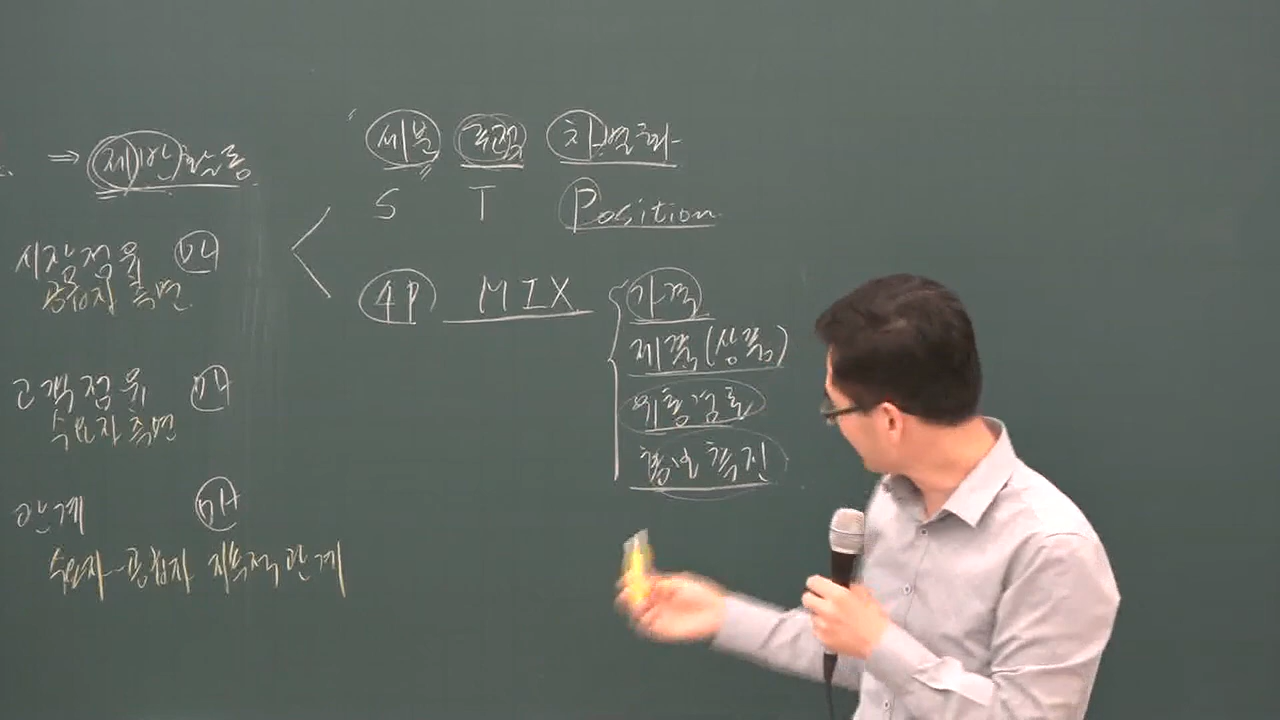 ⇒ 제반활동
시장점유 마
공급자 측면
고객점유 마
수요자 측면
관계 마
수요자-공급자 지속적 관계
세분 표적 차별화
S T Position
4P MIX
가격
제품(상품)
유통경로
홍보 촉진